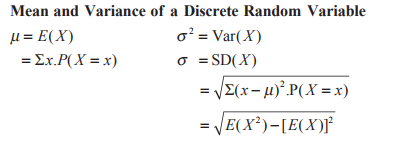 Mean and Variance of a Discrete Random Variable
μ = E(X) σ² = Var(X)
= Σx.P(X = x) σ = SD(X)
= √Σ(x – μ)².P(X = x)
= √E(X²)–[E(X)]²